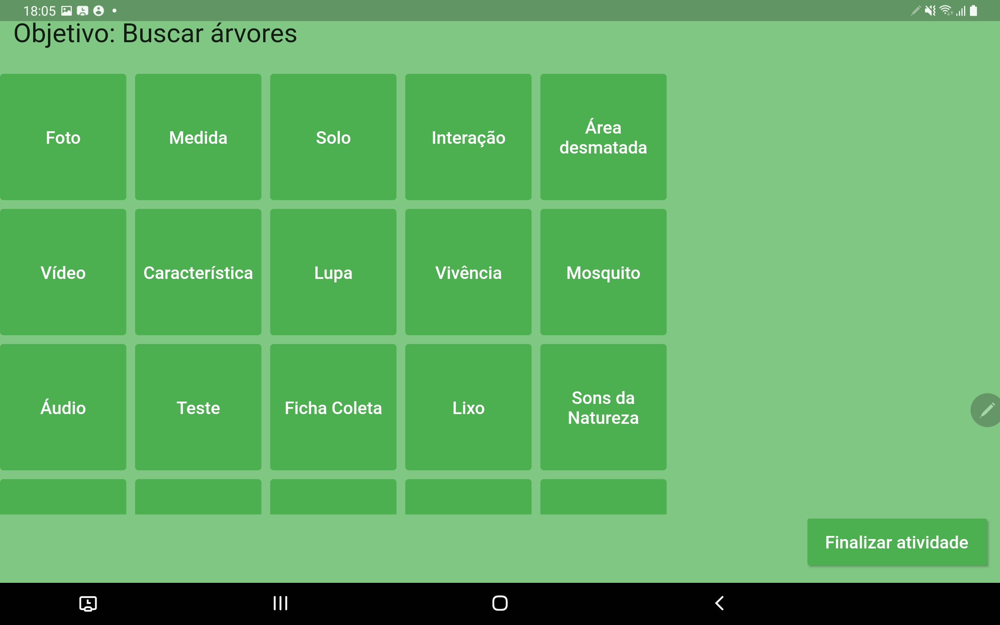 18:05
Objetivo: Buscar árvores
Foto
Medida
Solo
Interação
Área
desmatada
Vídeo
Característica
Lupa
Vivência
Mosquito
Áudio
Teste
Ficha Coleta
Lixo
Sons da
Natureza
Finalizar atividade